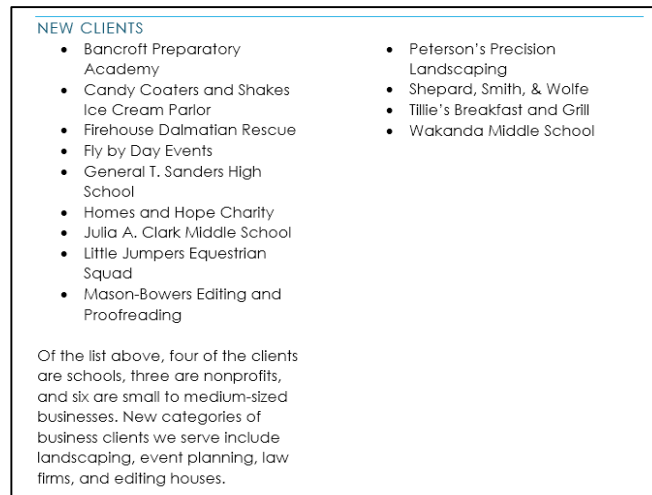 NEW CLIENTS
• Bancroft Preparatory
Academy
• Candy Coaters and Shakes
Ice Cream Parlor
• Firehouse Dalmatian Rescue
• Fly by Day Events
• General T. Sanders High
School
• Homes and Hope Charity
• Julia A. Clark Middle School
• Little Jumpers Equestrian
Squad
• Mason-Bowers Editing and
Proofreading
Of the list above, four of the clients
are schools, three are nonprofits,
and six are small to medium-sized
businesses. New categories of
business clients we serve include
landscaping, event planning, law
firms, and editing houses.
• Peterson’s Precision
Landscaping
• Shepard, Smith, & Wolfe
• Tillie’s Breakfast and Grill
• Wakanda Middle School